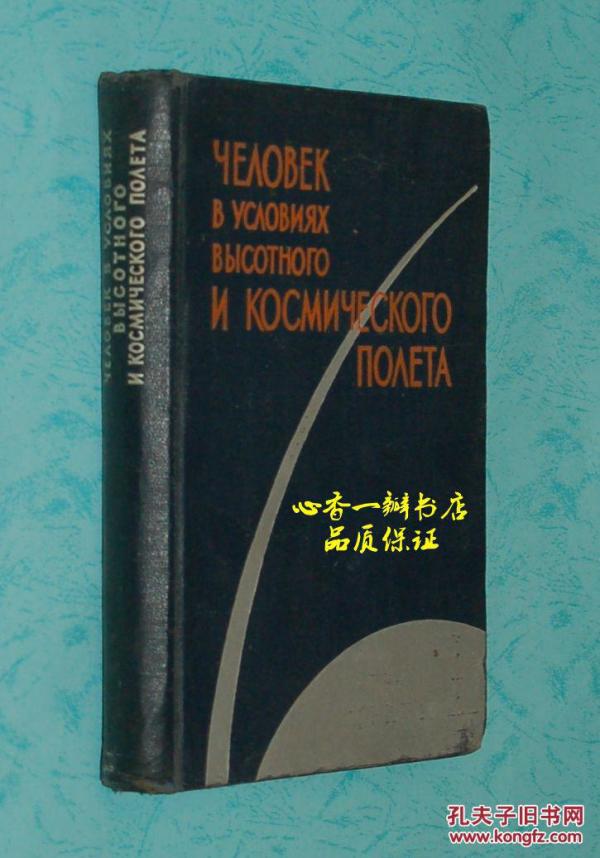 ЧЕЛОВЕК В УСЛОВИЯХ
ВЫСОТНОГО
И КОСМИЧЕСКОГО ПОЛЕТА
ЧЕЛОВЕК
В УСЛОВИЯХ
ВЫСОТНОГО
И КОСМИЧЕСКОГО
ПОЛЕТА
心香一瓣书店
品质保证
孔夫子旧书网
www.kongfz.com